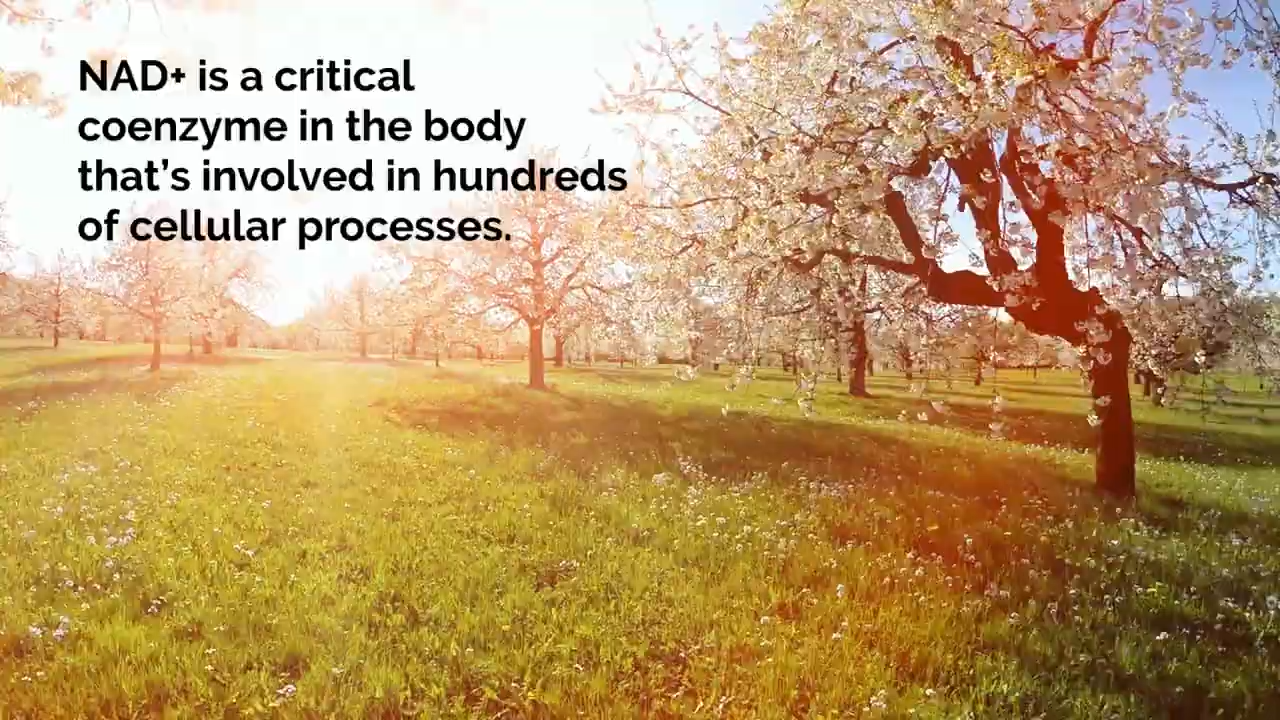 NAD+ is a critical
coenzyme in the body
that’s involved in hundreds
of cellular processes.